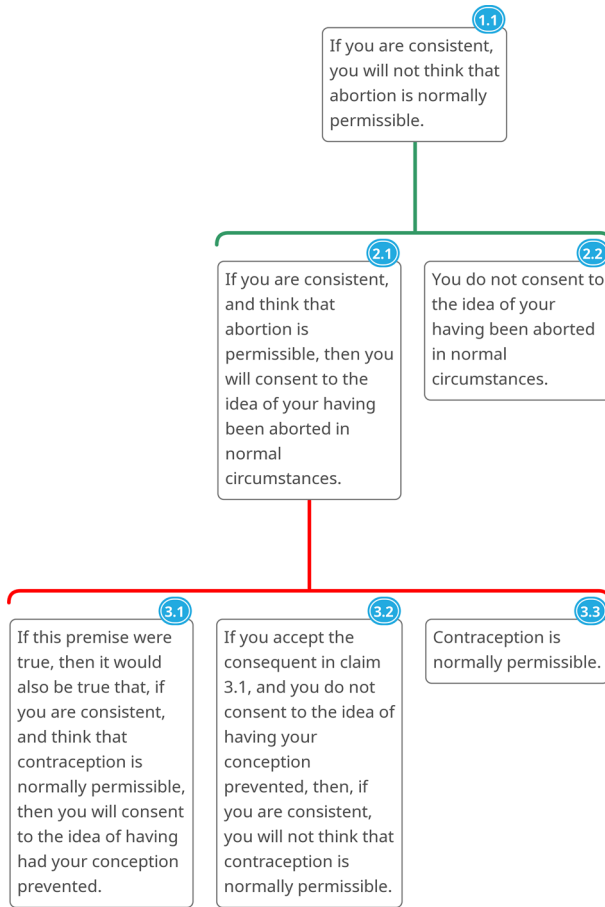 1.1
If you are consistent,
you will not think that
abortion is normally
permissible.
2.1
If you are consistent,
and think that
abortion is
permissible, then you
will consent to the
idea of your having
been aborted in
normal
circumstances.
2.2
You do not consent to
the idea of your
having been aborted
in normal
circumstances.
3.1
If this premise were
true, then it would
also be true that, if
you are consistent,
and think that
contraception is
normally permissible,
then you will consent
to the idea of having
had your conception
prevented.
3.2
If you accept the
consequent in claim
3.1, and you do not
consent to the idea of
having your
conception
prevented, then, if
you are consistent,
you will not think that
contraception is
normally permissible.
3.3
Contraception is
normally permissible.